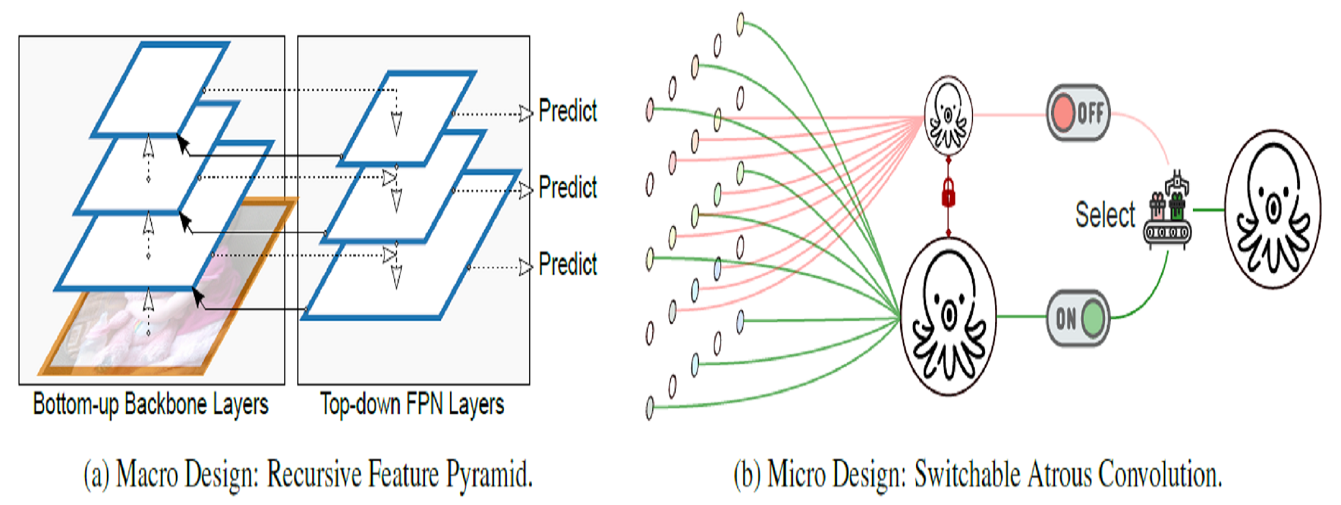 Predict
Predict
Predict
Bottom-up Backbone Layers
Top-down FPN Layers
(a) Macro Design: Recursive Feature Pyramid.
OFF
Select
ON
(b) Micro Design: Switchable Atrous Convolution.